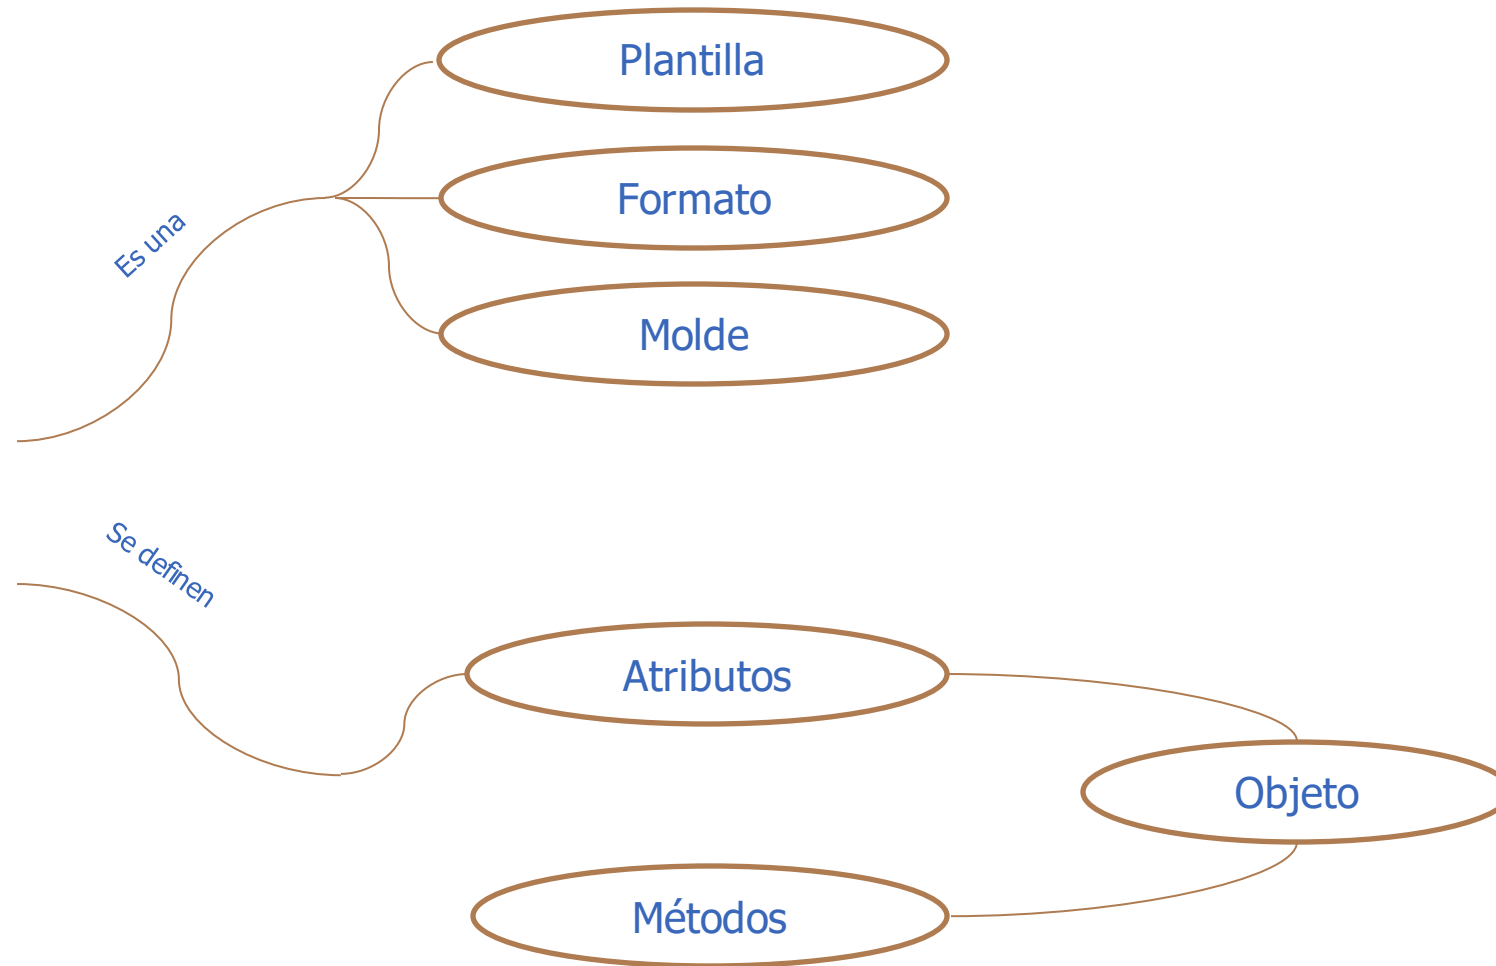 Plantilla
Formato
Es una
Molde
Se definen
Atributos
Objeto
Métodos